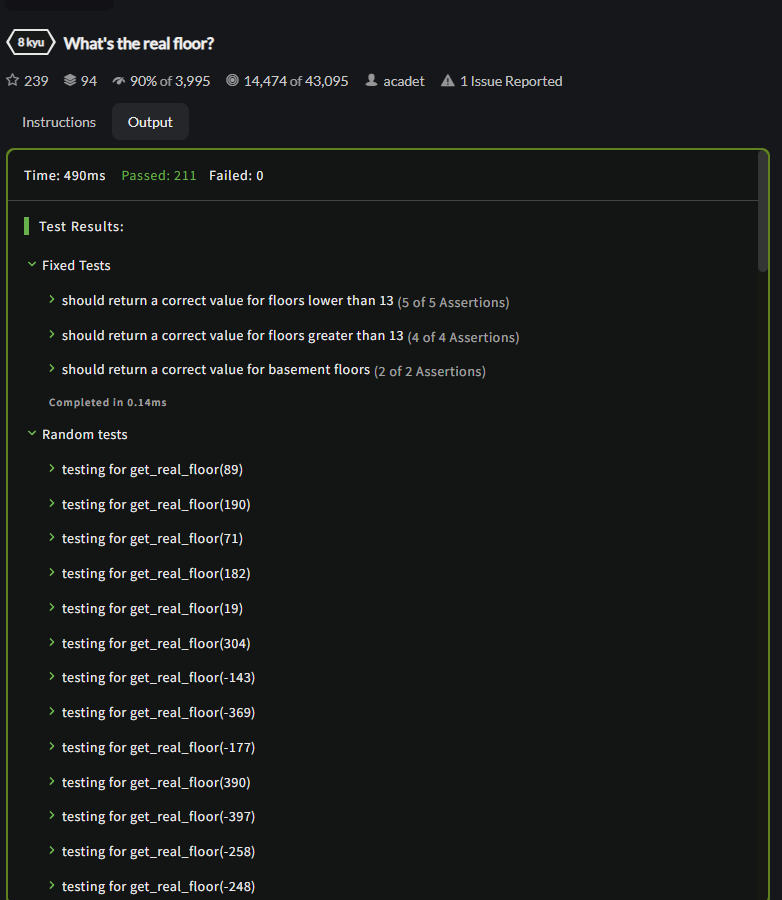 8 kyu What's the real floor?
239 94 90% of 3,995 14,474 of 43,095 acadet 1 Issue Reported
Instructions Output
Time: 490ms Passed: 211 Failed: 0
Test Results:
Fixed Tests
should return a correct value for floors lower than 13 (5 of 5 Assertions)
should return a correct value for floors greater than 13 (4 of 4 Assertions)
should return a correct value for basement floors (2 of 2 Assertions)
Completed in 0.14ms
Random tests
testing for get_real_floor(89)
testing for get_real_floor(190)
testing for get_real_floor(71)
testing for get_real_floor(182)
testing for get_real_floor(19)
testing for get_real_floor(304)
testing for get_real_floor(-143)
testing for get_real_floor(-369)
testing for get_real_floor(-177)
testing for get_real_floor(390)
testing for get_real_floor(-397)
testing for get_real_floor(-258)
testing for get_real_floor(-248)